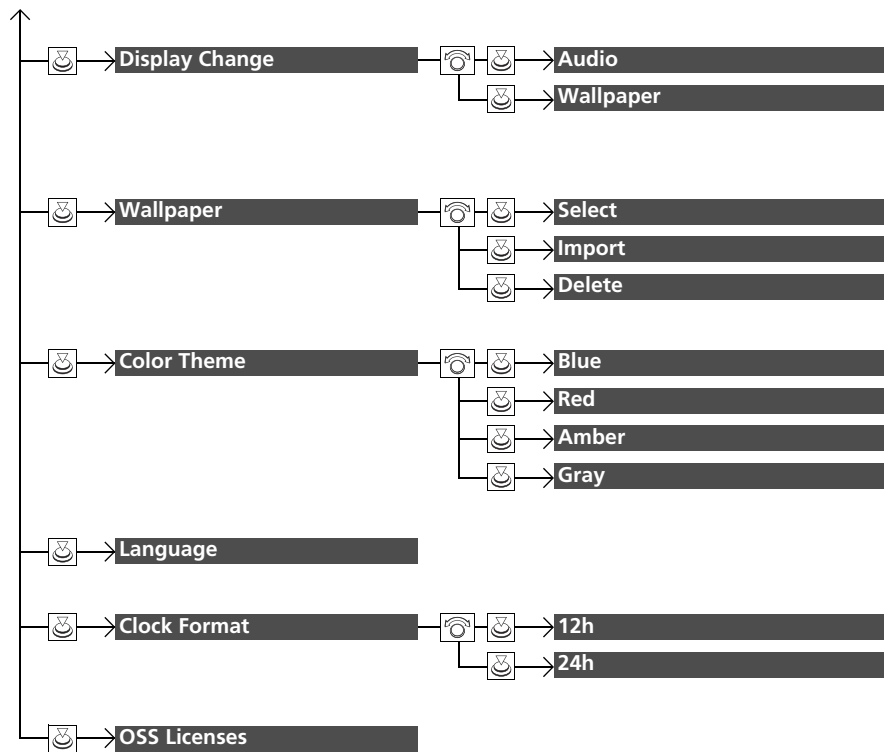 Display Change
Audio
Wallpaper
Wallpaper
Select
Import
Delete
Color Theme
Blue
Red
Amber
Gray
Language
Clock Format
12h
24h
OSS Licenses